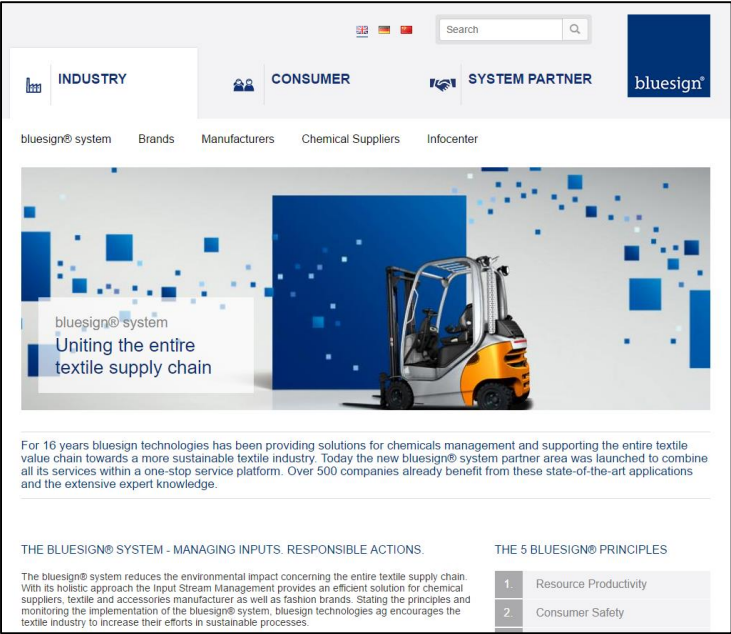 Search
bluesign®
INDUSTRY
CONSUMER
SYSTEM PARTNER
bluesign® system
Brands
Manufacturers
Chemical Suppliers
Infocenter
bluesign® system
Uniting the entire
textile supply chain
For 16 years bluesign technologies has been providing solutions for chemicals management and supporting the entire textile
value chain towards a more sustainable textile industry. Today the new bluesign® system partner area was launched to combine
all its services within a one-stop service platform. Over 500 companies already benefit from these state-of-the-art applications
and the extensive expert knowledge.
THE BLUESIGN® SYSTEM - MANAGING INPUTS. RESPONSIBLE ACTIONS.
The bluesign® system reduces the environmental impact concerning the entire textile supply chain.
With its holistic approach the Input Stream Management provides an efficient solution for chemical
suppliers, textile and accessories manufacturer as well as fashion brands. Stating the principles and
monitoring the implementation of the bluesign® system, bluesign technologies ag encourages the
textile industry to increase their efforts in sustainable processes.
THE 5 BLUESIGN® PRINCIPLES
1. Resource Productivity
2. Consumer Safety